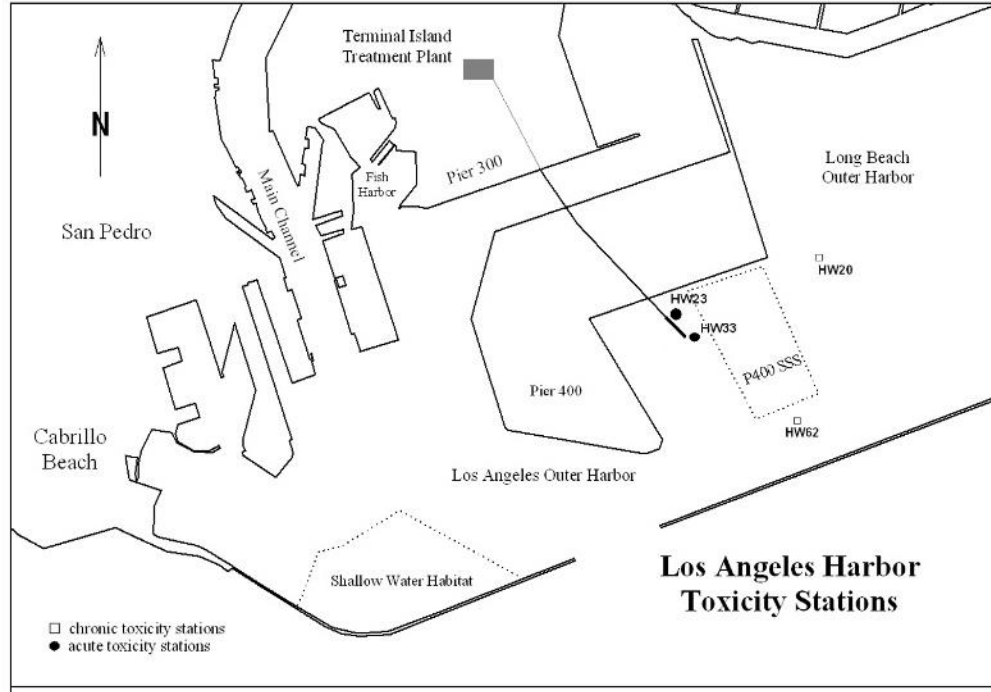 Terminal Island
Treatment Plant
N
Long Beach
Outer Harbor
Pier 300
Fish
Harbor
Main Channel
San Pedro
HW20
HW23
HW33
P400 SSS
Pier 400
HW62
Cabrillo
Beach
Los Angeles Outer Harbor
Los Angeles Harbor
Toxicity Stations
Shallow Water Habitat
chronic toxicity stations
acute toxicity stations